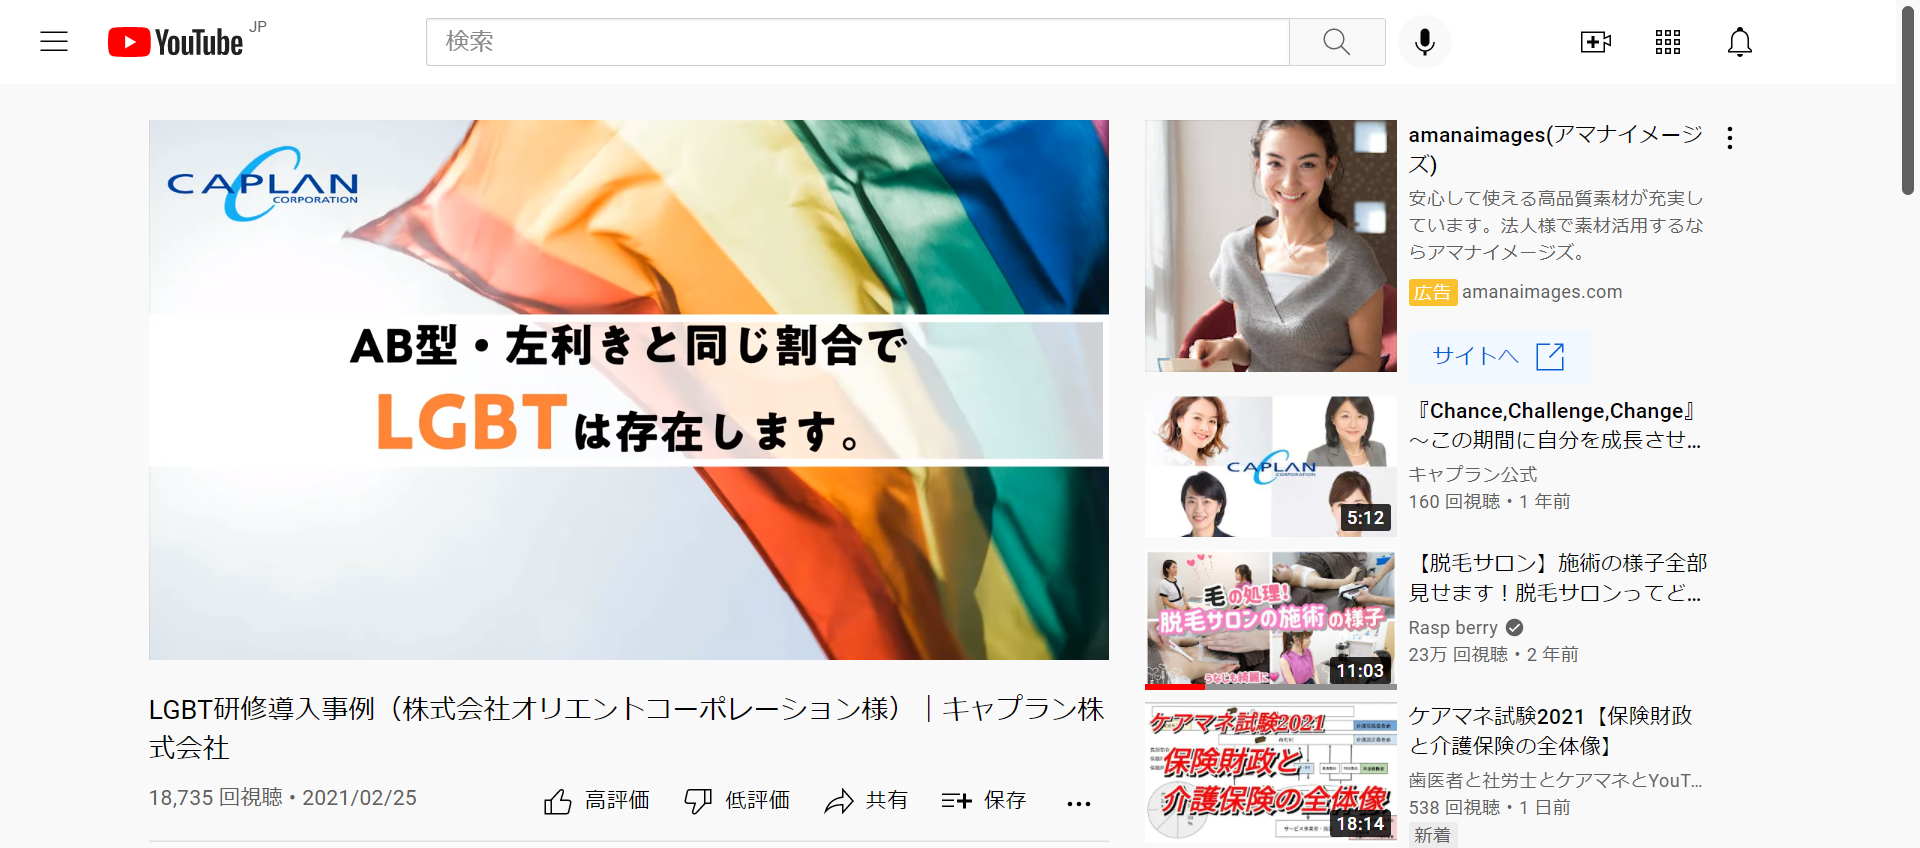 YouTube JP
検索
CAPLAN
CORPORATION
AB型・左利きと同じ割合で
LGBTは存在します。
LGBT研修導入事例（株式会社オリエントコーポレーション様）｜キャプラン株
式会社
18,735 回視聴・2021/02/25
高評価
低評価
共有
保存
amanaimages(アマナイメージ
ズ)
安心して使える高品質素材が充実し
ています。法人様で素材活用するな
らアマナイメージズ。
広告 amanaimages.com
サイトへ
CAPLAN
CORPORATION
5:12
『Chance,Challenge,Change』
～この期間に自分を成長させ...
キャプラン公式
160 回視聴・1 年前
毛の処理!
脱毛サロンの施術の様子
うなじも綺麗に
11:03
【脱毛サロン】施術の様子全部
見せます！脱毛サロンってど...
Rasp berry
23万 回視聴・2 年前
ケアマネ試験2021
保険財政と
介護保険の全体像
18:14
ケアマネ試験2021【保険財政
と介護保険の全体像】
歯医者と社労士とケアマネとYouT...
538 回視聴・1 日前
新着